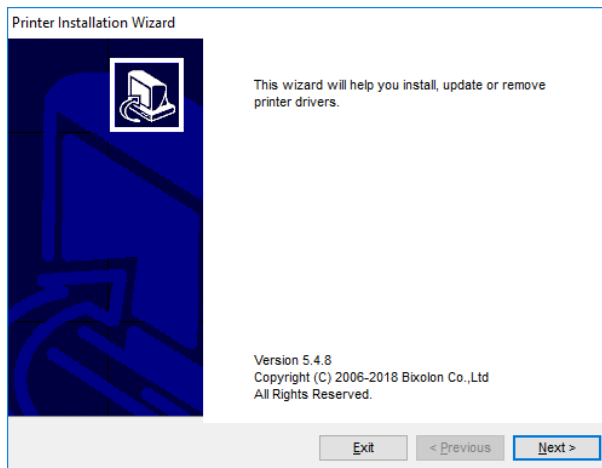 Printer Installation Wizard
This wizard will help you install, update or remove
printer drivers.
Version 5.4.8
Copyright (C) 2006-2018 Bixolon Co.,Ltd
All Rights Reserved.
Exit
< Previous
Next >